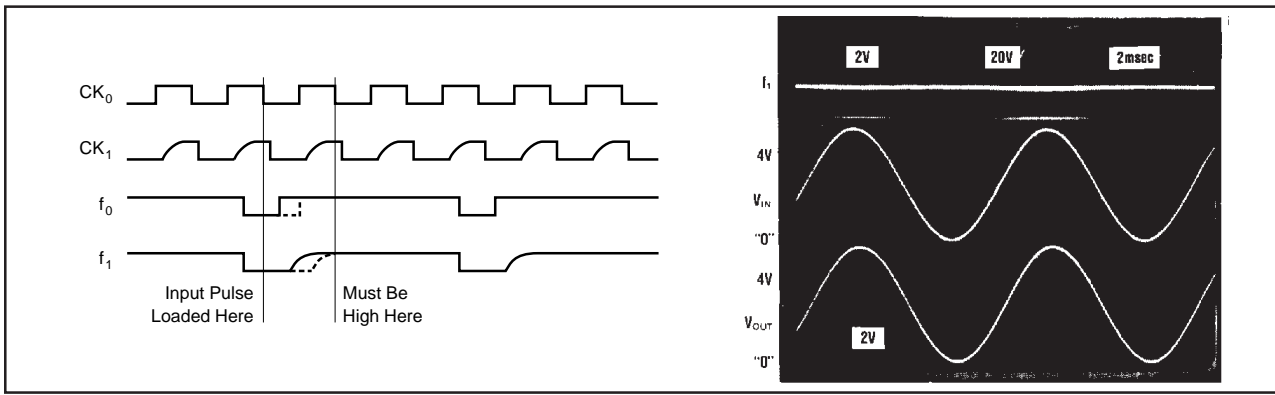 CK0
CK1
f0
f1
Input Pulse
Loaded Here
Must Be
High Here
2V
20V
2msec
f1
4V
VIN
"0"
4V
VOUT
2V
"0"